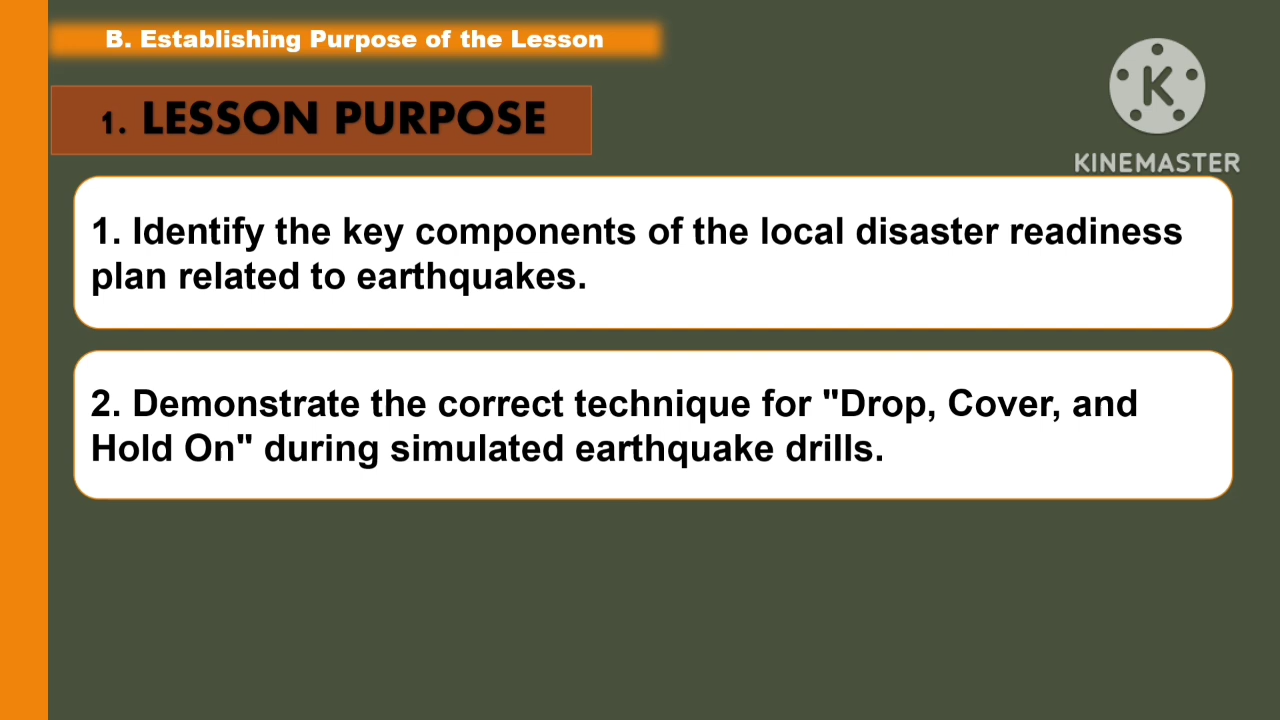 B. Establishing Purpose of the Lesson
1. LESSON PURPOSE
KINEMASTER
1. Identify the key components of the local disaster readiness
plan related to earthquakes.
2. Demonstrate the correct technique for "Drop, Cover, and
Hold On" during simulated earthquake drills.